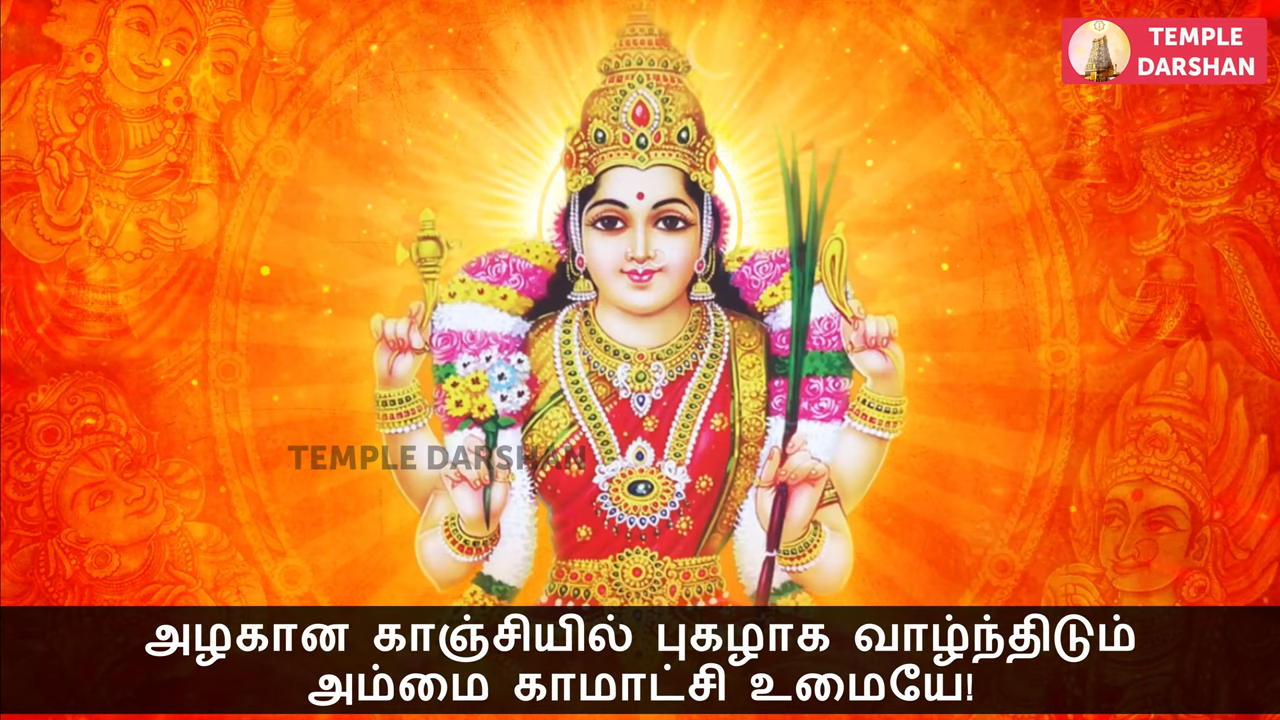 TEMPLE
DARSHAN
TEMPLE DARSHAN
அழகான காஞ்சியில் புகழாக வாழ்ந்திடும்
அம்மை காமாட்சி உமையே!